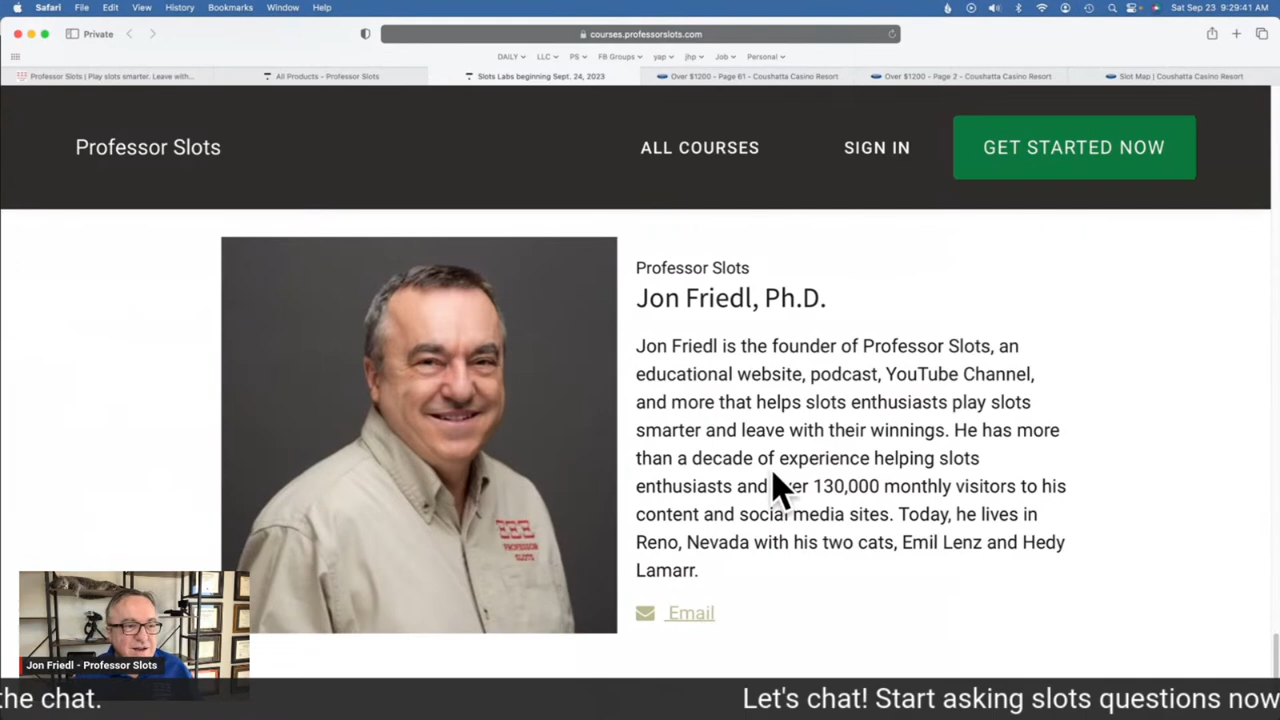 Safari File Edit View History Bookmarks Window Help Sat Sep 23 9:29:41 AM
Private courses.professorslots.com
DAILY LLC PS FB Groups yap jhp Job Personal
Professor Slots | Play slots smarter. Leave with... All Products - Professor Slots Slots Labs beginning Sept. 24, 2023 Over $1200 - Page 61 - Coushatta Casino Resort Over $1200 - Page 2 - Coushatta Casino Resort Slot Map | Coushatta Casino Resort
Professor Slots ALL COURSES SIGN IN GET STARTED NOW
Professor Slots
Jon Friedl, Ph.D.
Jon Friedl is the founder of Professor Slots, an
educational website, podcast, YouTube Channel,
and more that helps slots enthusiasts play slots
smarter and leave with their winnings. He has more
than a decade of experience helping slots
enthusiasts and over 130,000 monthly visitors to his
content and social media sites. Today, he lives in
Reno, Nevada with his two cats, Emil Lenz and Hedy
Lamarr.
Email
PROFESSOR
Jon Friedl - Professor Slots
the chat. Let's chat! Start asking slots questions now